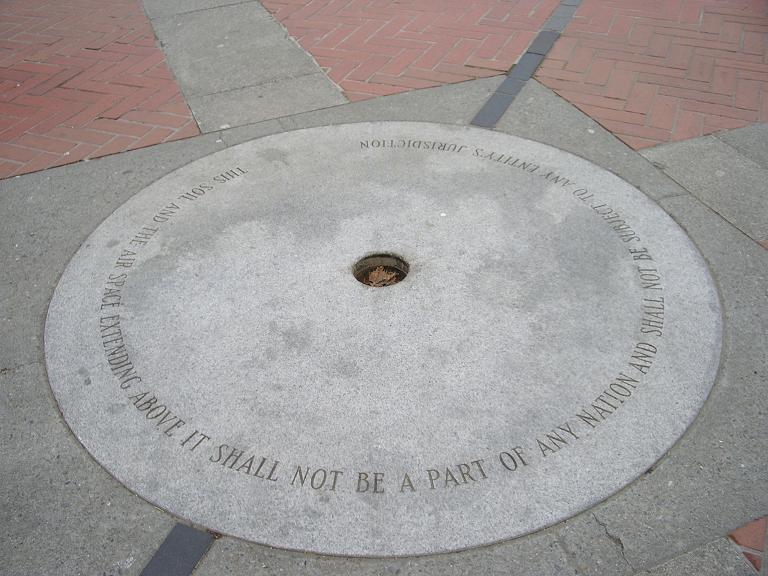 THIS SOIL AND THE AIR SPACE EXTENDING ABOVE IT SHALL NOT BE A PART OF ANY NATION AND SHALL NOT BE SUBJECT TO ANY ENTITY'S JURISDICTION